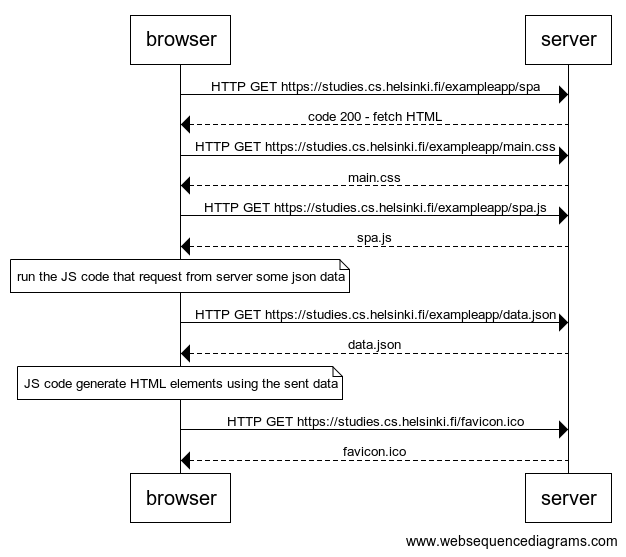 browser server
HTTP GET https://studies.cs.helsinki.fi/exampleapp/spa
code 200 - fetch HTML
HTTP GET https://studies.cs.helsinki.fi/exampleapp/main.css
main.css
HTTP GET https://studies.cs.helsinki.fi/exampleapp/spa.js
spa.js
run the JS code that request from server some json data
HTTP GET https://studies.cs.helsinki.fi/exampleapp/data.json
data.json
JS code generate HTML elements using the sent data
HTTP GET https://studies.cs.helsinki.fi/favicon.ico
favicon.ico
browser server
www.websequencediagrams.com